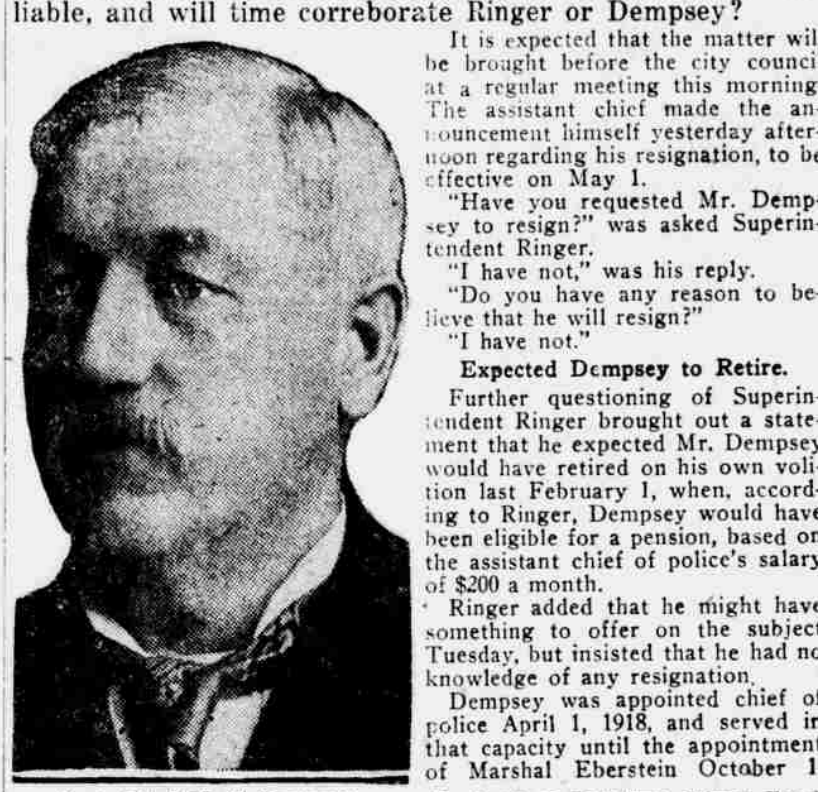 liable, and will time correborate Ringer or Dempsey?
It is expected that the matter wil
be brought before the city counci
at a regular meeting this morning
The assistant chief made the an-
nouncement himself yesterday after-
noon regarding his resignation, to be
effective on May 1.
"Have you requested Mr. Demp-
sey to resign?" was asked Superin-
tendent Ringer.
"I have not," was his reply.
"Do you have any reason to be-
lieve that he will resign?"
"I have not."
Expected Dempsey to Retire.
Further questioning of Superin-
tendent Ringer brought out a state-
ment that he expected Mr. Dempsey
would have retired on his own voli-
tion last February 1, when, accord-
ing to Ringer, Dempsey would have
been eligible for a pension, based on
the assistant chief of police's salary
of $200 a month.
Ringer added that he might have
something to offer on the subject
Tuesday, but insisted that he had no
knowledge of any resignation.
Dempsey was appointed chief of
police April 1, 1918, and served in
that capacity until the appointment
of Marshal Eberstein October 1